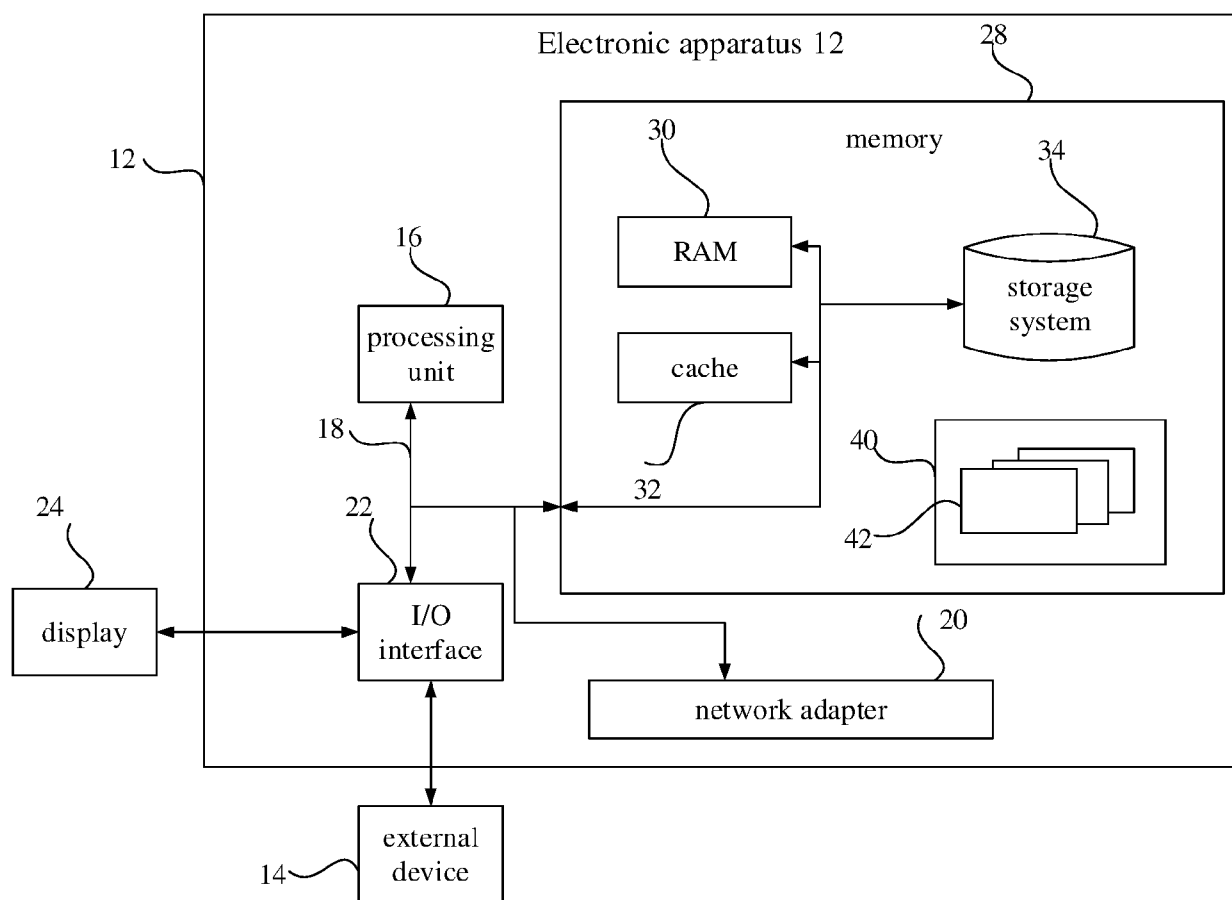 Electronic apparatus 12
28
12
memory
30
34
RAM
16
storage
system
processing
unit
cache
18
40
32
42
24
22
display
I/O
interface
20
network adapter
external
device
14